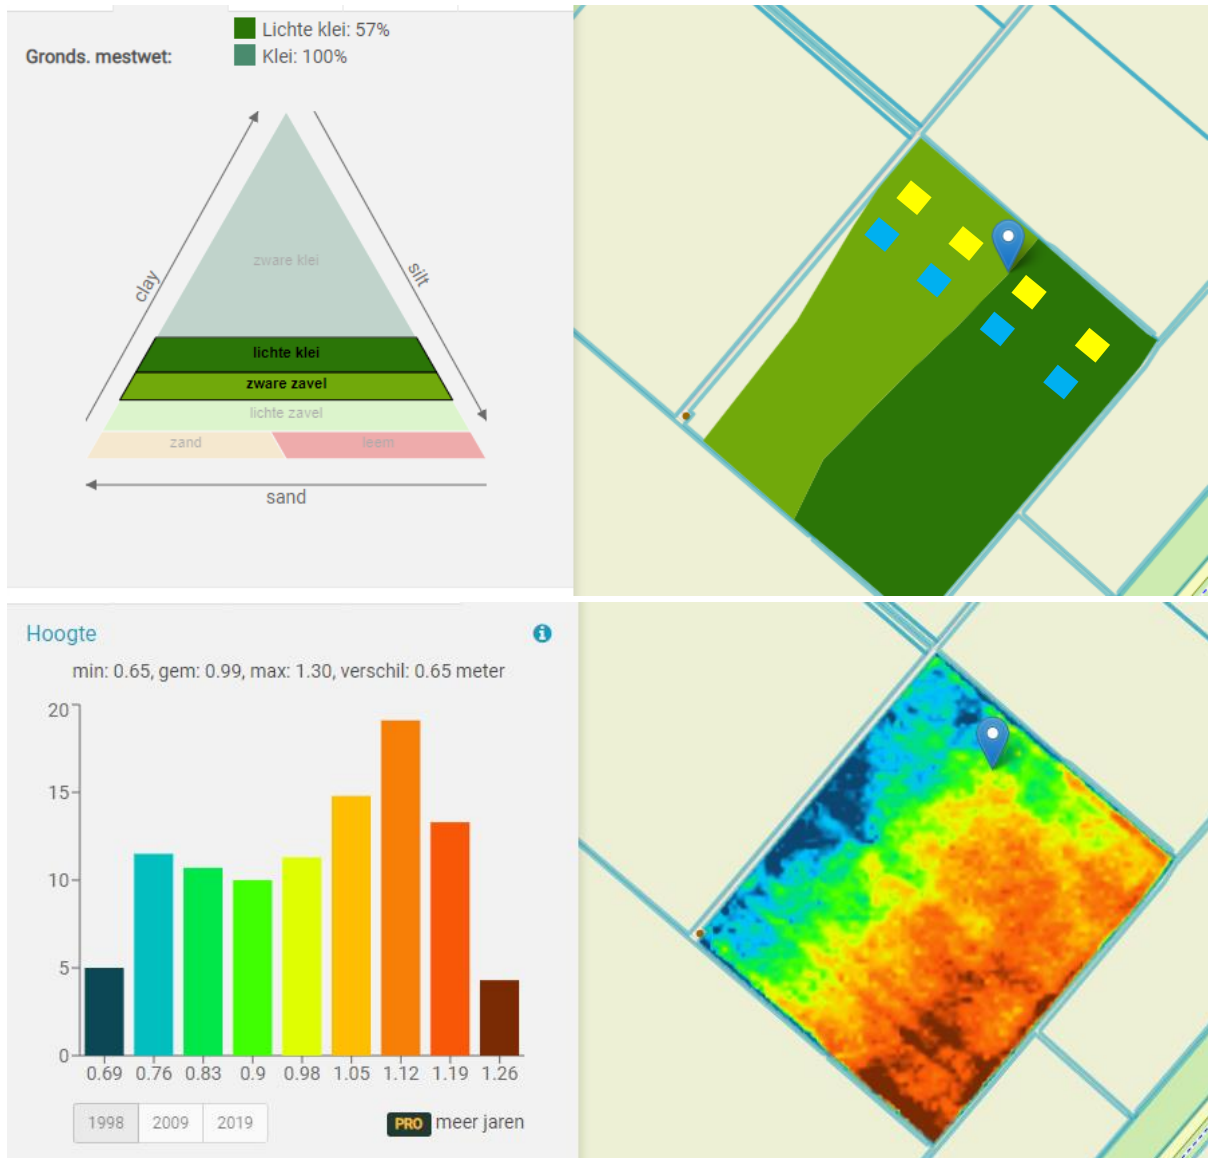 Lichte klei: 57%
Gronds. mestwet:
Klei: 100%
zware klei
clay
silt
lichte klei
zware zavel
lichte zavel
zand
leem
sand
Hoogte
min: 0.65, gem: 0.99, max: 1.30, verschil: 0.65 meter
20
15
10
5
0
0.69 0.76 0.83 0.9 0.98 1.05 1.12 1.19 1.26
1998 2009 2019
PRO meer jaren